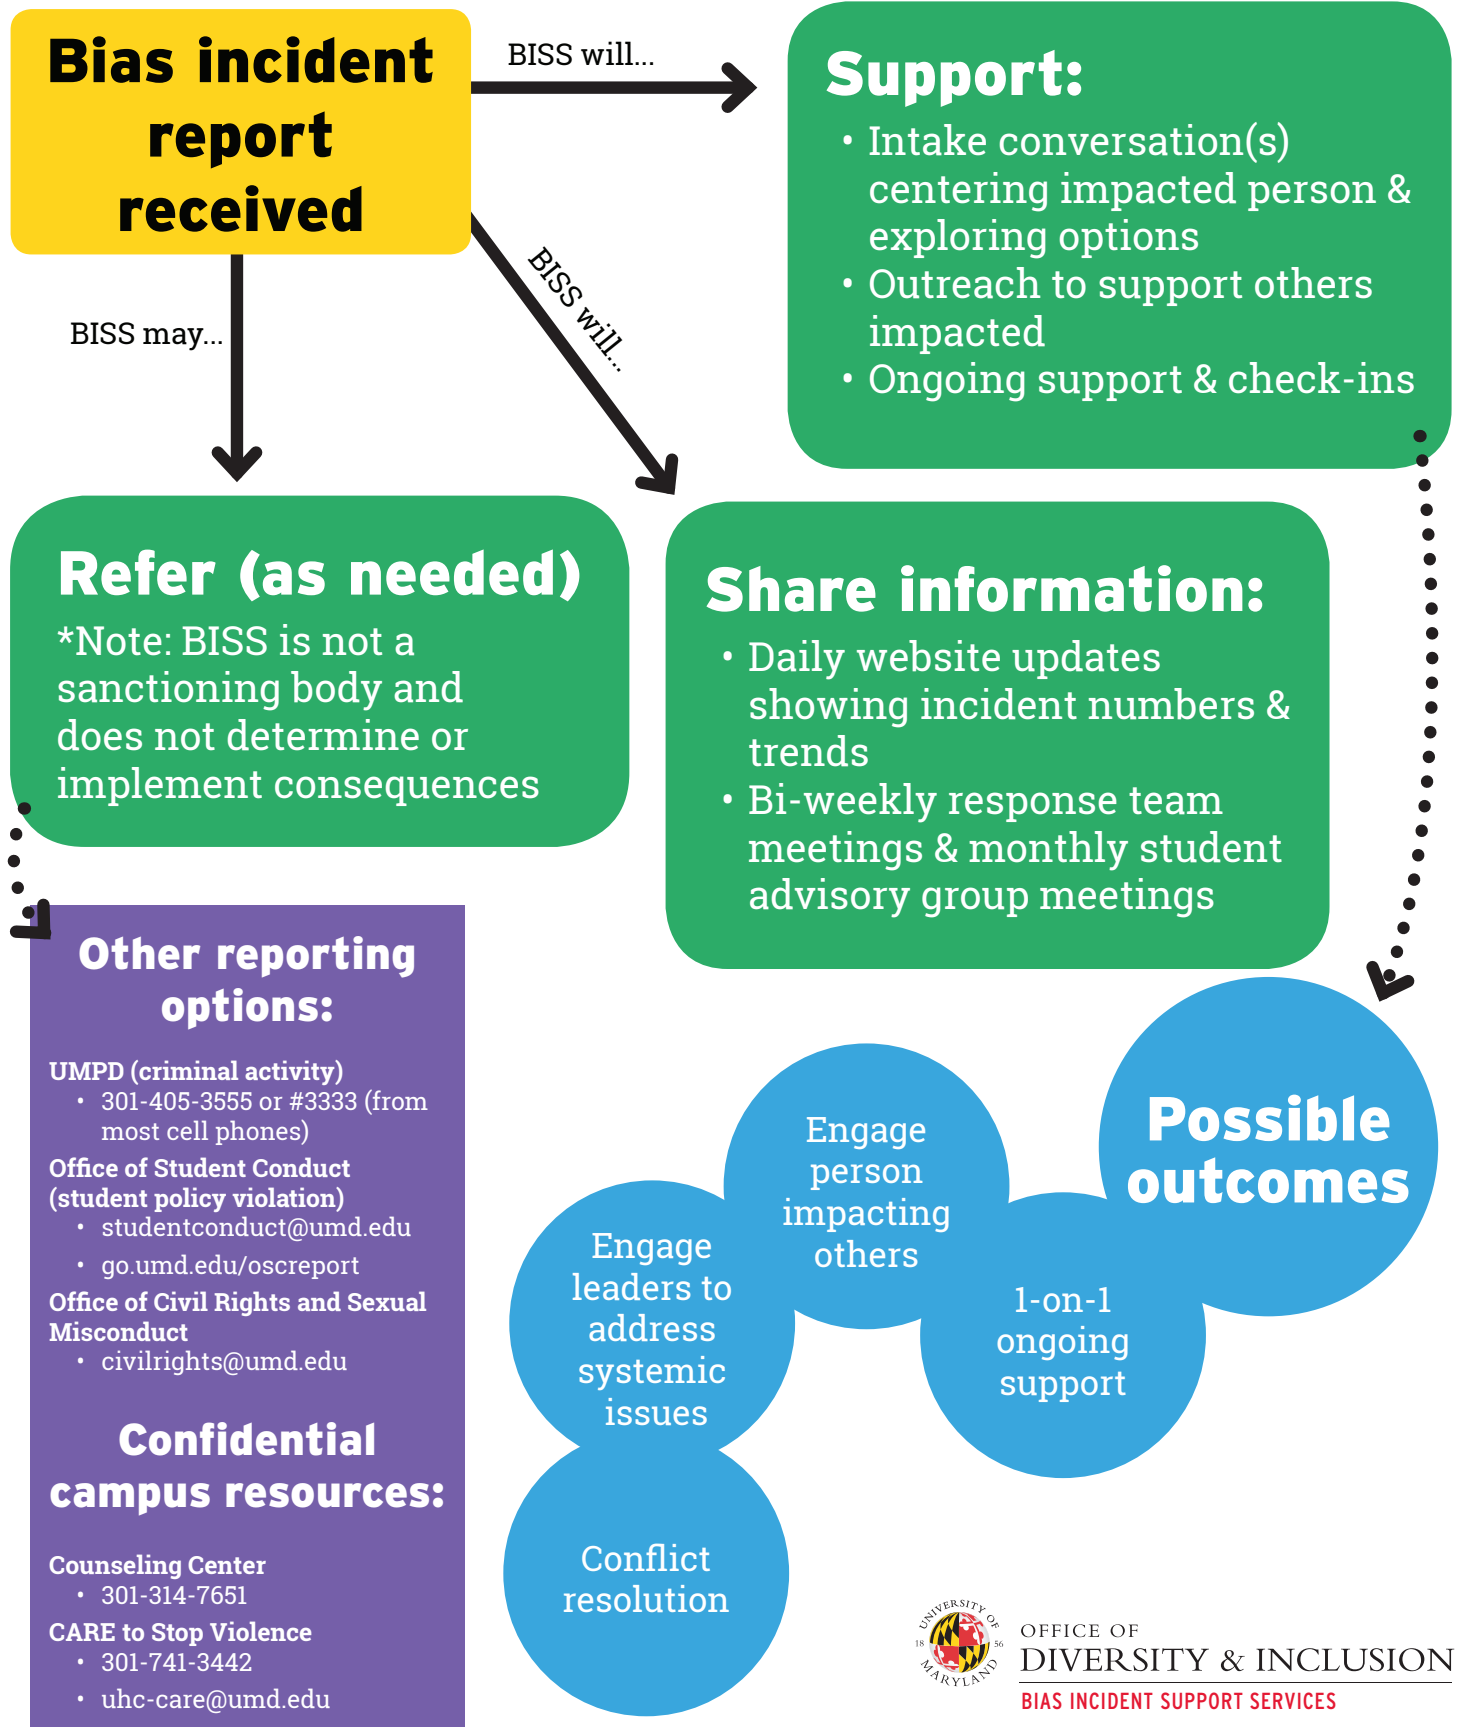 Bias incident
report
received
BISS will...
Support:
• Intake conversation(s)
centering impacted person &
exploring options
• Outreach to support others
impacted
• Ongoing support & check-ins
BISS will...
BISS may...
Refer (as needed)
*Note: BISS is not a
sanctioning body and
does not determine or
implement consequences
Share information:
• Daily website updates
showing incident numbers &
trends
• Bi-weekly response team
meetings & monthly student
advisory group meetings
Other reporting
options:
UMPD (criminal activity)
• 301-405-3555 or #3333 (from
most cell phones)
Office of Student Conduct
(student policy violation)
• studentconduct@umd.edu
• go.umd.edu/oscreport
Office of Civil Rights and Sexual
Misconduct
• civilrights@umd.edu
Confidential
campus resources:
Counseling Center
• 301-314-7651
CARE to Stop Violence
• 301-741-3442
• uhc-care@umd.edu
Possible
outcomes
1-on-1
ongoing
support
Engage
person
impacting
others
Engage
leaders to
address
systemic
issues
Conflict
resolution
UNIVERSITY OF
18 56
MARYLAND
OFFICE OF
DIVERSITY & INCLUSION
BIAS INCIDENT SUPPORT SERVICES